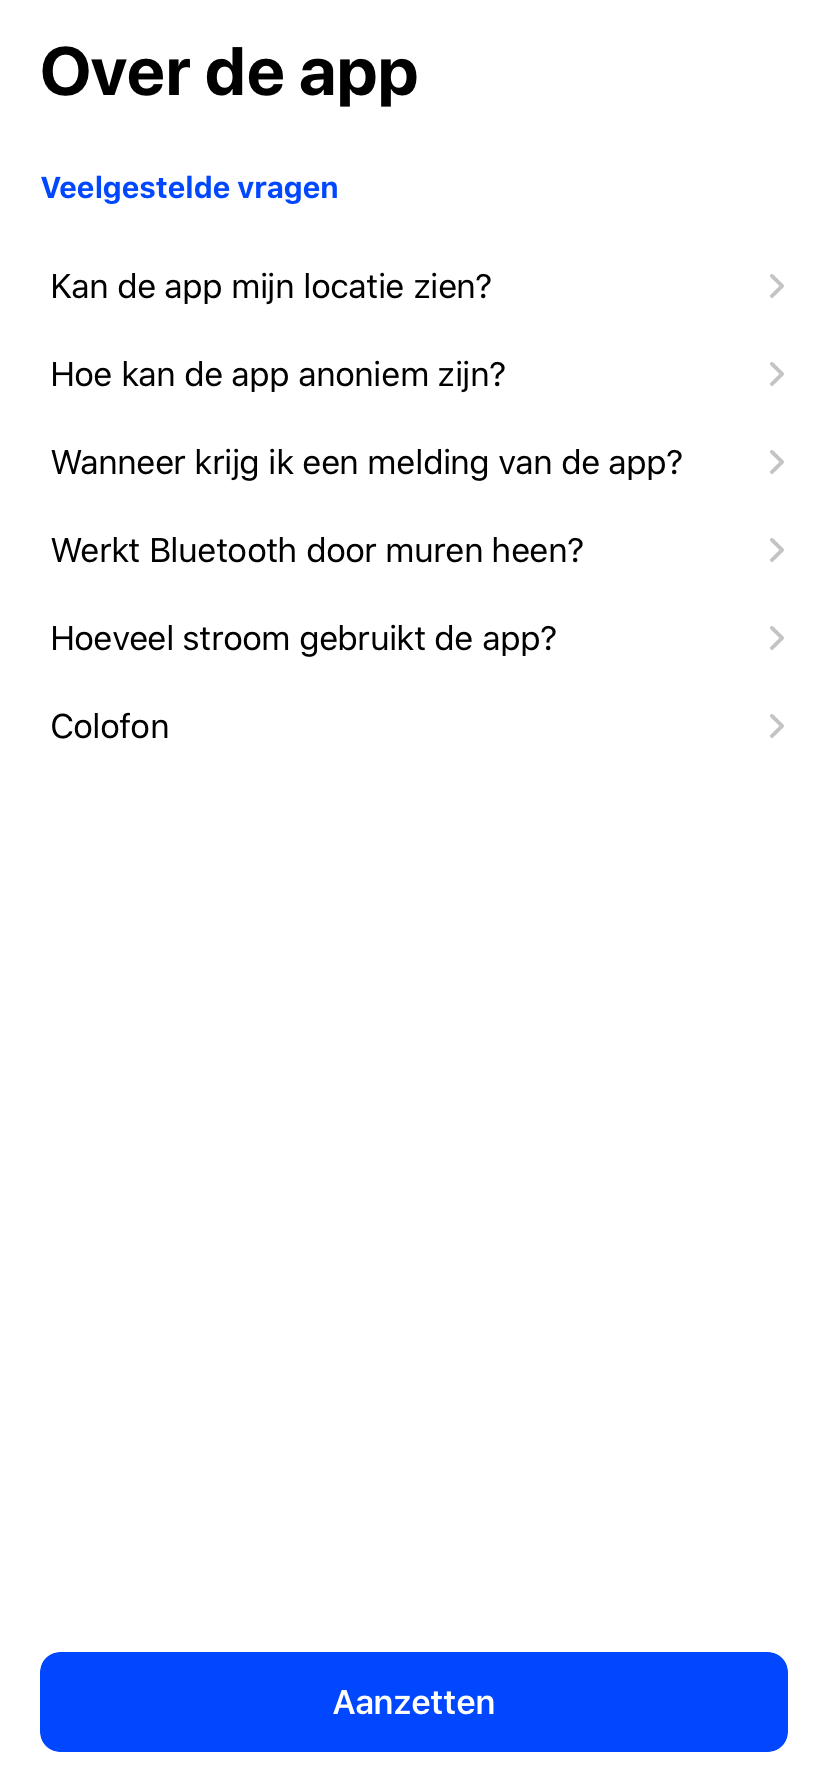 Over de app
Veelgestelde vragen
Kan de app mijn locatie zien?
Hoe kan de app anoniem zijn?
Wanneer krijg ik een melding van de app?
Werkt Bluetooth door muren heen?
Hoeveel stroom gebruikt de app?
Colofon
Aanzetten